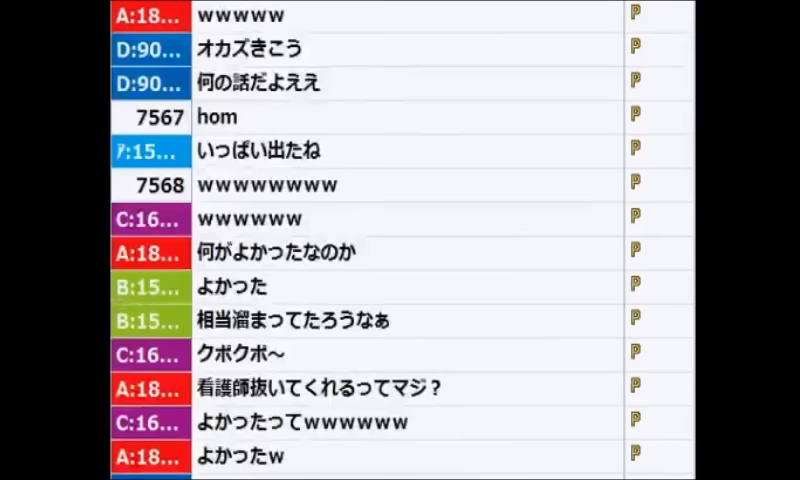 A:18... wwwww P
D:90... オカズきこう P
D:90... 何の話だよええ P
7567 hom P
ｱ:15... いっぱい出たね P
7568 wwwwwwww P
C:16... wwwwww P
A:18... 何がよかったなのか P
B:15... よかった P
B:15... 相当溜まってたろうなぁ P
C:16... クポクポ～ P
A:18... 看護師抜いてくれるってマジ？ P
C:16... よかったってwwwwww P
A:18... よかったw P